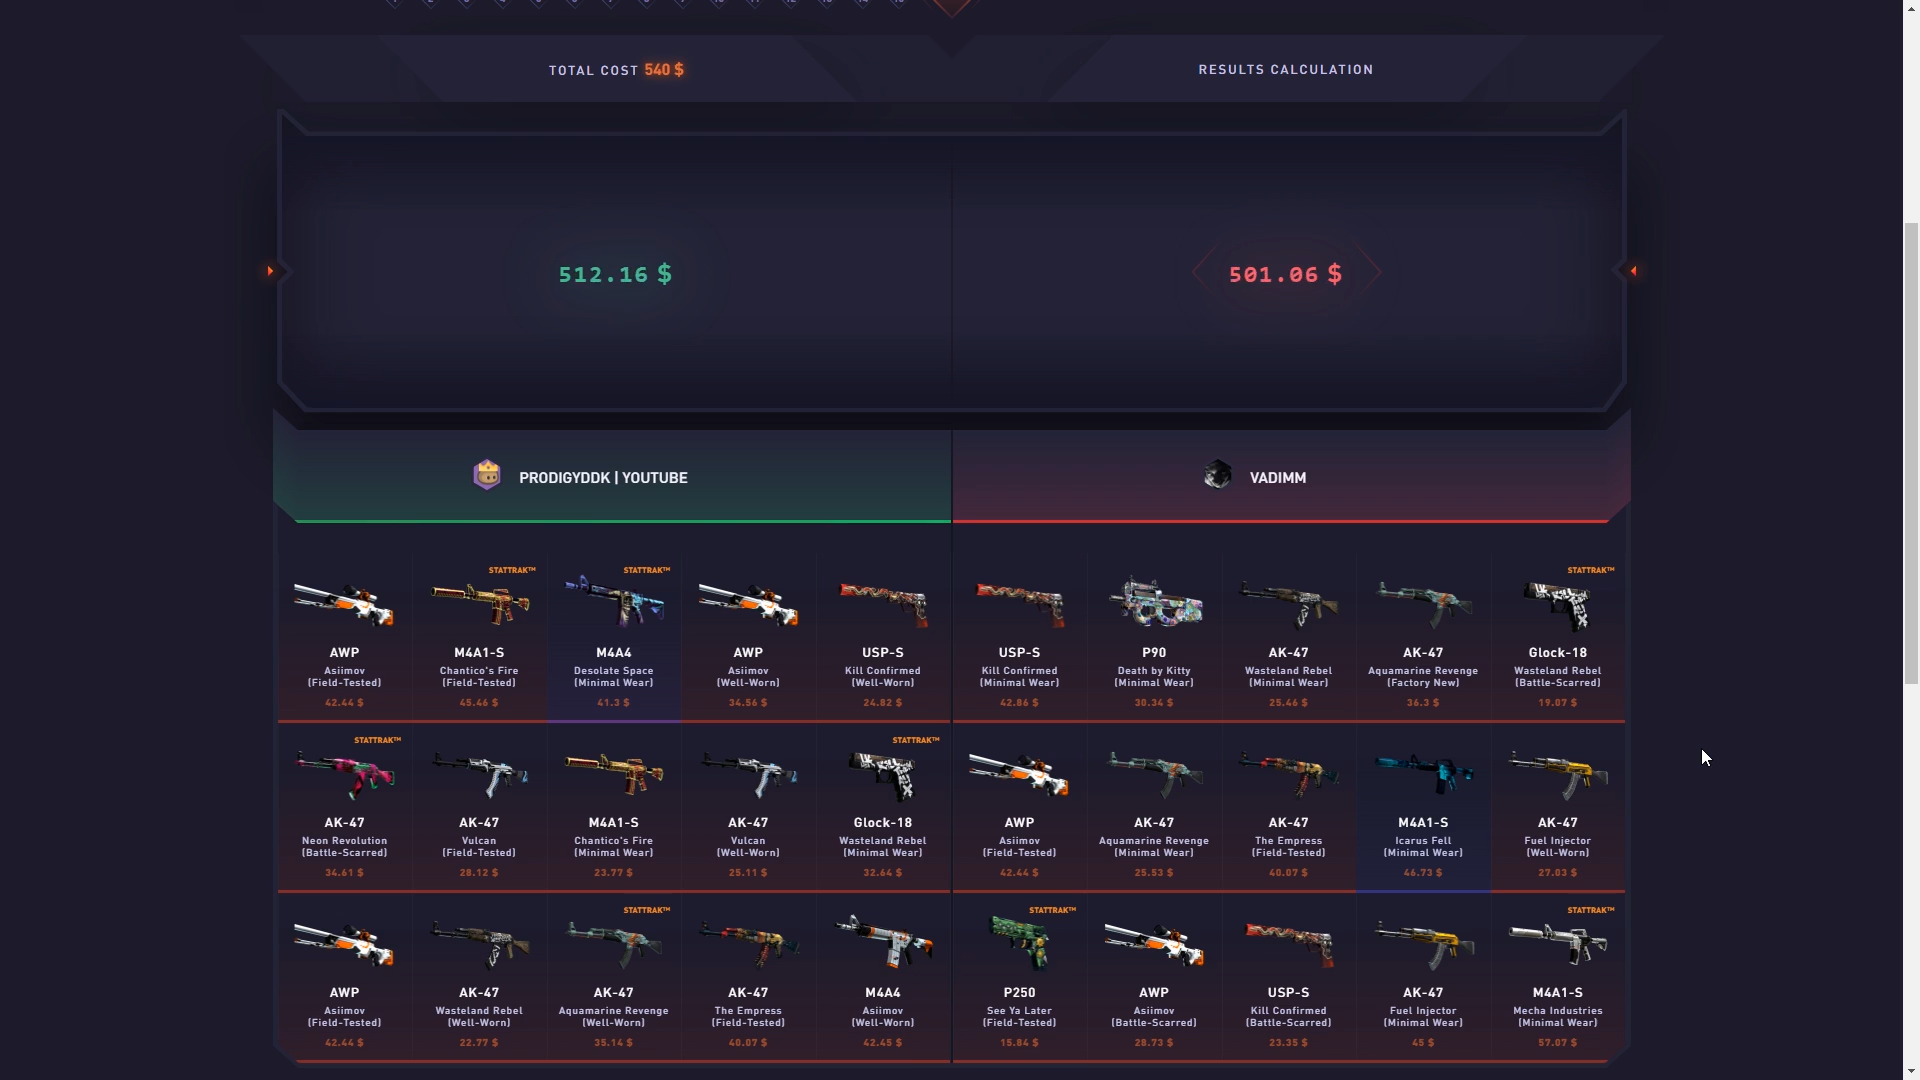 TOTAL COST 540 $
RESULTS CALCULATION
512.16 $
501.06 $
PRODIGYDDK | YOUTUBE
VADIMM
AWP
Asiimov
(Field-Tested)
42.44 $
STATTRAK™
M4A1-S
Chantico's Fire
(Field-Tested)
45.46 $
STATTRAK™
M4A4
Desolate Space
(Minimal Wear)
41.3 $
AWP
Asiimov
(Well-Worn)
34.56 $
USP-S
Kill Confirmed
(Well-Worn)
24.82 $
USP-S
Kill Confirmed
(Minimal Wear)
42.86 $
P90
Death by Kitty
(Minimal Wear)
30.34 $
AK-47
Wasteland Rebel
(Minimal Wear)
25.46 $
AK-47
Aquamarine Revenge
(Factory New)
36.3 $
STATTRAK™
Glock-18
Wasteland Rebel
(Battle-Scarred)
19.07 $
STATTRAK™
AK-47
Neon Revolution
(Battle-Scarred)
34.61 $
AK-47
Vulcan
(Field-Tested)
28.12 $
M4A1-S
Chantico's Fire
(Minimal Wear)
23.77 $
AK-47
Vulcan
(Well-Worn)
25.11 $
STATTRAK™
Glock-18
Wasteland Rebel
(Minimal Wear)
32.64 $
AWP
Asiimov
(Field-Tested)
42.44 $
AK-47
Aquamarine Revenge
(Minimal Wear)
25.53 $
AK-47
The Empress
(Field-Tested)
40.07 $
M4A1-S
Icarus Fell
(Minimal Wear)
46.73 $
AK-47
Fuel Injector
(Well-Worn)
27.03 $
AWP
Asiimov
(Field-Tested)
42.44 $
AK-47
Wasteland Rebel
(Well-Worn)
22.77 $
STATTRAK™
AK-47
Aquamarine Revenge
(Well-Worn)
35.14 $
AK-47
The Empress
(Field-Tested)
40.07 $
M4A4
Asiimov
(Well-Worn)
42.45 $
STATTRAK™
P250
See Ya Later
(Field-Tested)
15.84 $
AWP
Asiimov
(Battle-Scarred)
28.73 $
USP-S
Kill Confirmed
(Battle-Scarred)
23.35 $
AK-47
Fuel Injector
(Minimal Wear)
45 $
STATTRAK™
M4A1-S
Mecha Industries
(Minimal Wear)
57.07 $